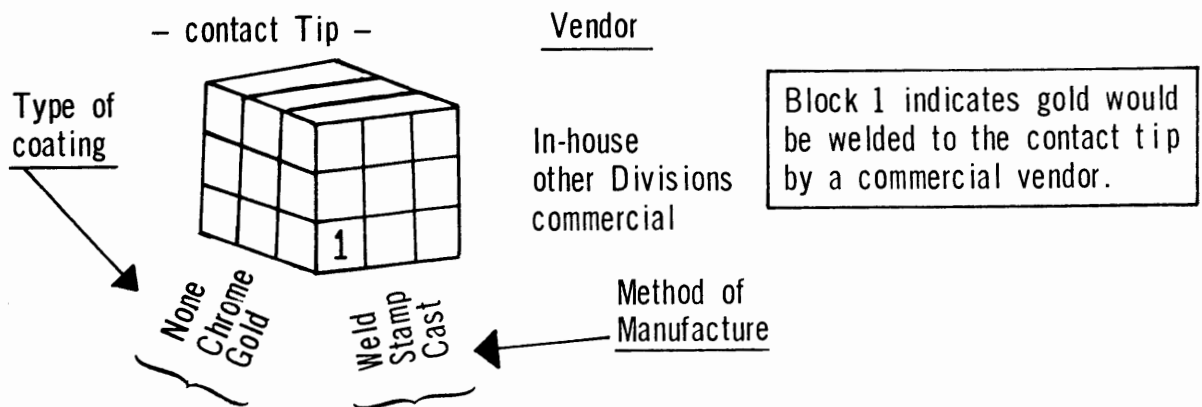 - contact Tip -
Vendor
Type of
coating
In-house
other Divisions
commercial
Block 1 indicates gold would
be welded to the contact tip
by a commercial vendor.
1
None
Chrome
Gold
Weld
Stamp
Cast
Method of
Manufacture